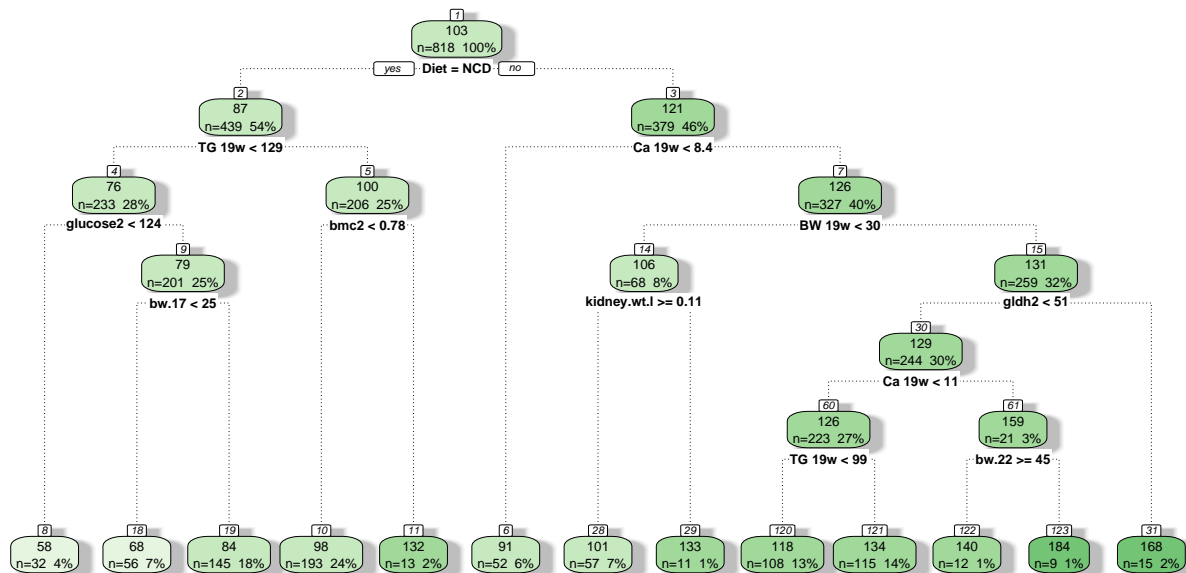 1
103
n=818 100%
yes Diet = NCD no
2 3
87 121
n=439 54% n=379 46%
TG 19w < 129 Ca 19w < 8.4
4 5 7
76 100 126
n=233 28% n=206 25% n=327 40%
glucose2 < 124 bmc2 < 0.78 BW 19w < 30
9 14 15
79 106 131
n=201 25% n=68 8% n=259 32%
bw.17 < 25 kidney.wt.l >= 0.11 gldh2 < 51
30
129
n=244 30%
Ca 19w < 11
60 61
126 159
n=223 27% n=21 3%
TG 19w < 99 bw.22 >= 45
8 18 19 10 11 6 28 29 120 121 122 123 31
58 68 84 98 132 91 101 133 118 134 140 184 168
n=32 4% n=56 7% n=145 18% n=193 24% n=13 2% n=52 6% n=57 7% n=11 1% n=108 13% n=115 14% n=12 1% n=9 1% n=15 2%